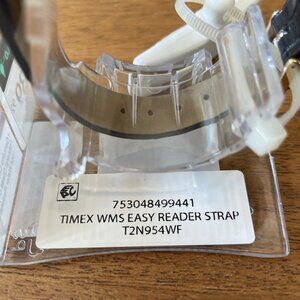 753048499441
TIMEX WMS EASY READER STRAP
T2N954WF